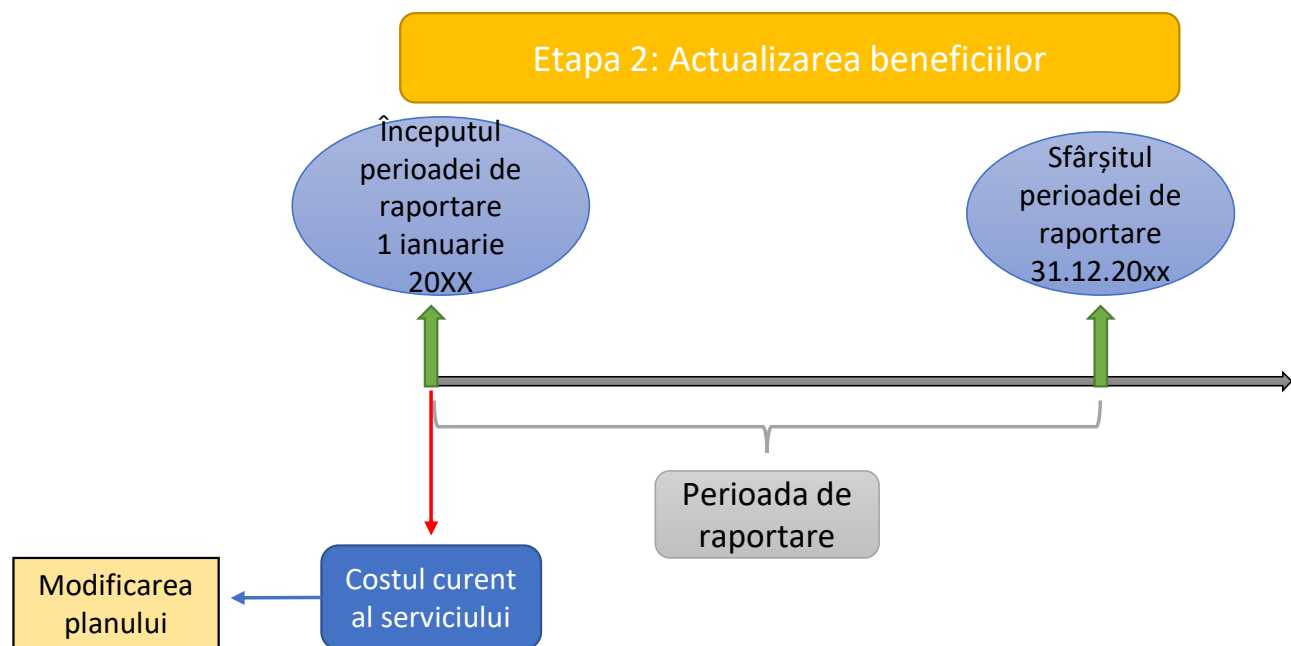 Etapa 2: Actualizarea beneficiilor
Începutul
perioadei de
raportare
1 ianuarie
20XX
Sfârșitul
perioadei de
raportare
31.12.20xx
Perioada de
raportare
Modificarea
planului
Costul curent
al serviciului